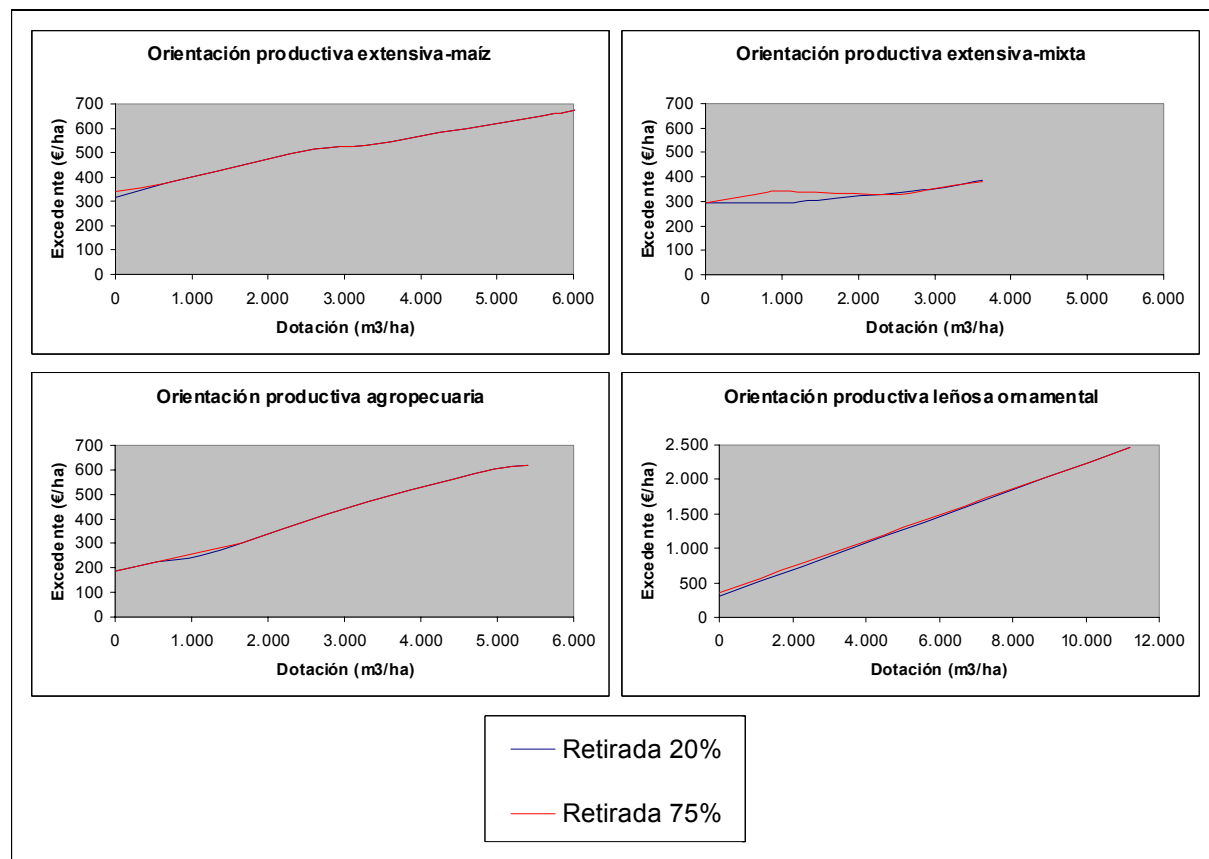 Orientación productiva extensiva-maíz
Excedente (€/ha)
700
600
500
400
300
200
100
0
0 1.000 2.000 3.000 4.000 5.000 6.000
Dotación (m3/ha)
Orientación productiva extensiva-mixta
Excedente (€/ha)
700
600
500
400
300
200
100
0
0 1.000 2.000 3.000 4.000 5.000 6.000
Dotación (m3/ha)
Orientación productiva agropecuaria
Excedente (€/ha)
700
600
500
400
300
200
100
0
0 1.000 2.000 3.000 4.000 5.000 6.000
Dotación (m3/ha)
Orientación productiva leñosa ornamental
Excedente (€/ha)
2.500
2.000
1.500
1.000
500
0
0 2.000 4.000 6.000 8.000 10.000 12.000
Dotación (m3/ha)
Retirada 20%
Retirada 75%